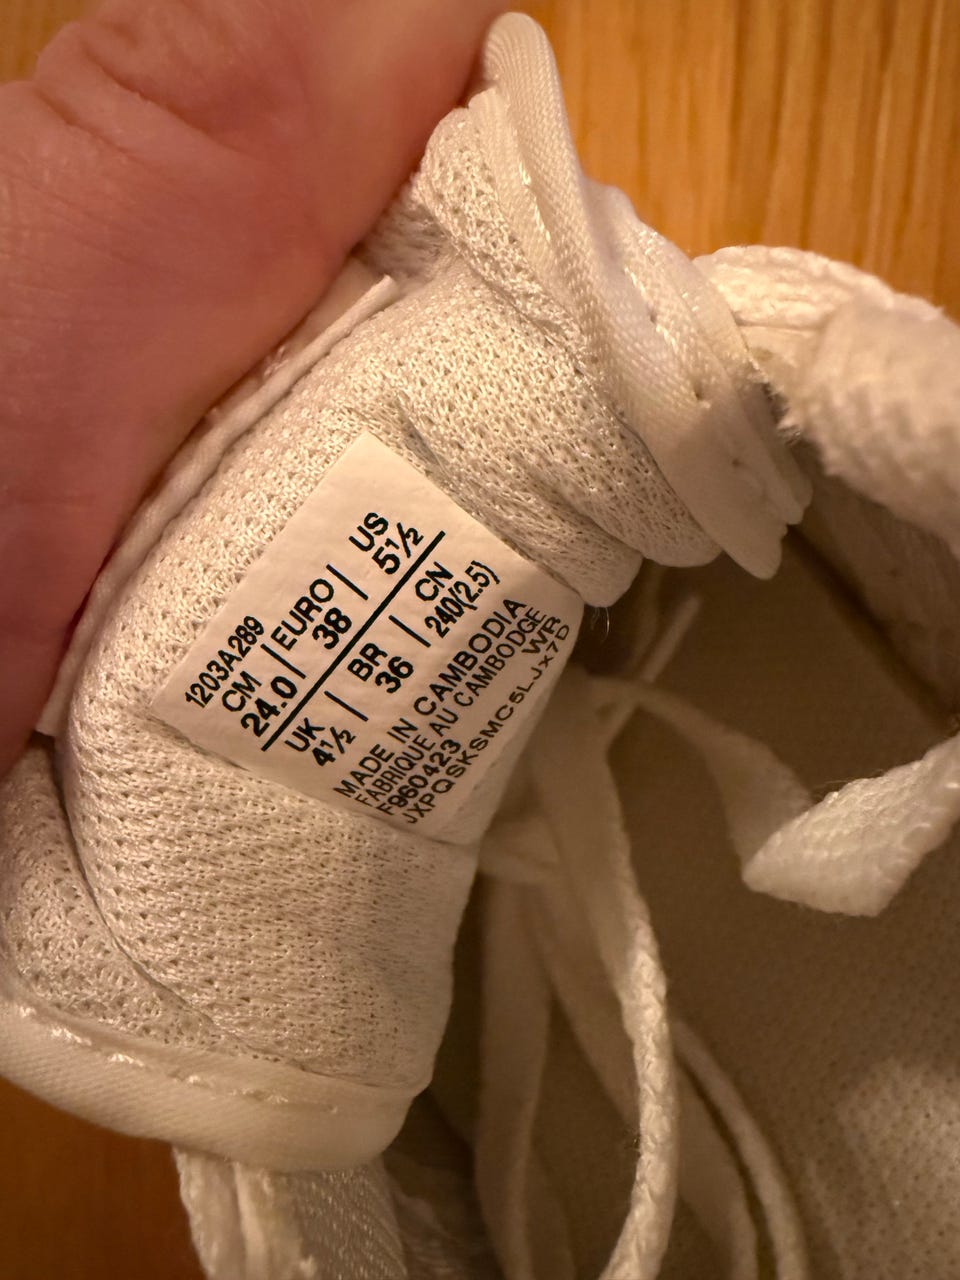 1203A289
CM | EURO | US
24.0 | 38 | 5½
UK | BR | CN
4½ | 36 | 240(2.5)
MADE IN CAMBODIA
FABRIQUE AU CAMBODGE
F960423 WR
JXPQSKSMC5LJx7D